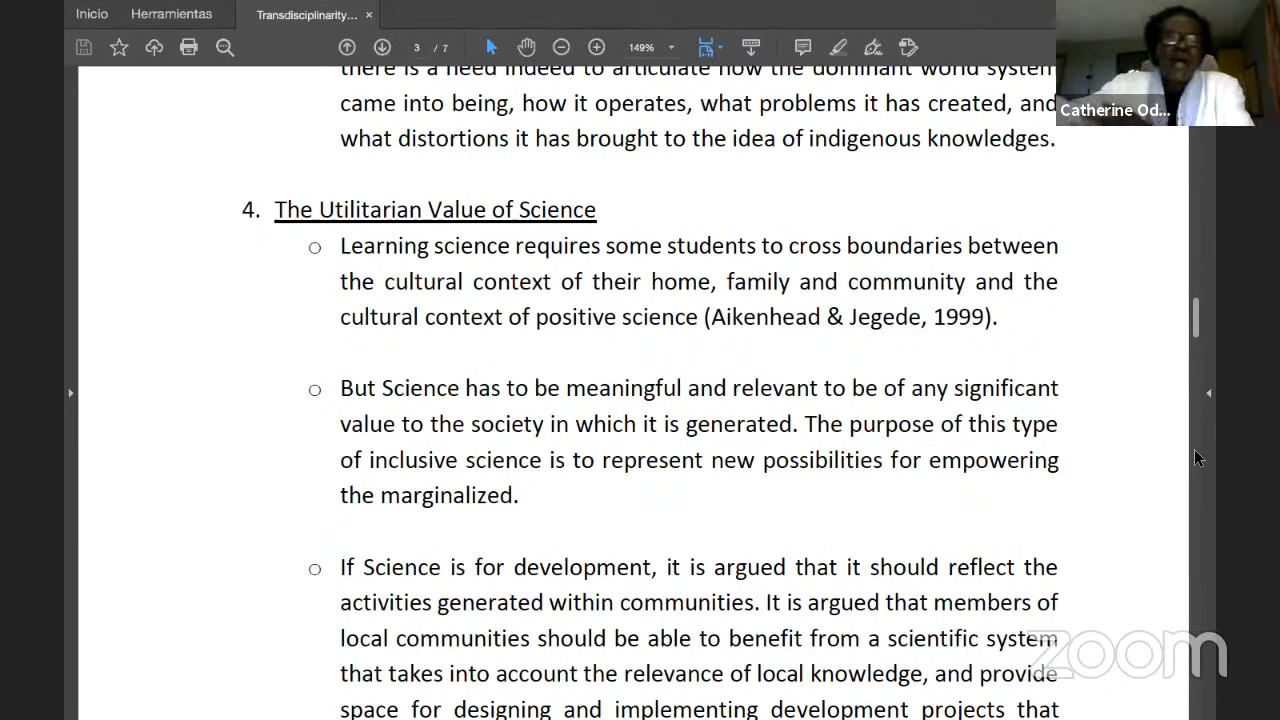 Inicio
Herramientas
Transdisciplinarity...
×
3 / 7
149%
there is a need indeed to articulate how the dominant world system
came into being, how it operates, what problems it has created, and
what distortions it has brought to the idea of indigenous knowledges.
Catherine Od...
4. The Utilitarian Value of Science
o Learning science requires some students to cross boundaries between
the cultural context of their home, family and community and the
cultural context of positive science (Aikenhead & Jegede, 1999).
o But Science has to be meaningful and relevant to be of any significant
value to the society in which it is generated. The purpose of this type
of inclusive science is to represent new possibilities for empowering
the marginalized.
o If Science is for development, it is argued that it should reflect the
activities generated within communities. It is argued that members of
local communities should be able to benefit from a scientific system
that takes into account the relevance of local knowledge, and provide
space for designing and implementing development projects that
zoom